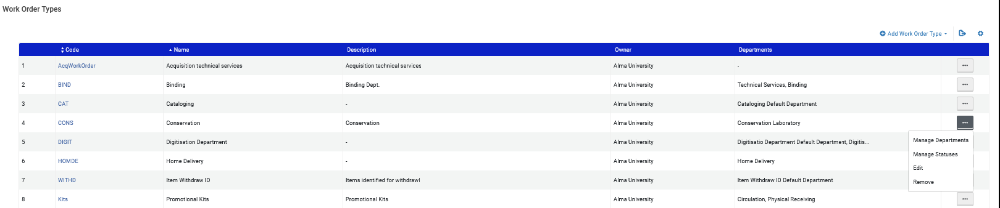 Work Order Types
Add Work Order Type
Code Name Description Owner Departments
1 AcqWorkOrder Acquisition technical services Acquisition technical services Alma University - ...
2 BIND Binding Binding Dept. Alma University Technical Services, Binding ...
3 CAT Cataloging - Alma University Cataloging Default Department ...
4 CONS Conservation Conservation Alma University Conservation Laboratory ...
Manage Departments
5 DIGIT Digitisation Department - Alma University Digitisatio Department Default Department, Digitis...
Manage Statuses
6 HOMDE Home Delivery - Alma University Home Delivery
Edit
7 WITHD Item Withdraw ID Items identified for withdrawl Alma University Item Withdraw ID Default Department
Remove
8 Kits Promotional Kits Promotional Kits Alma University Circulation, Physical Receiving ...